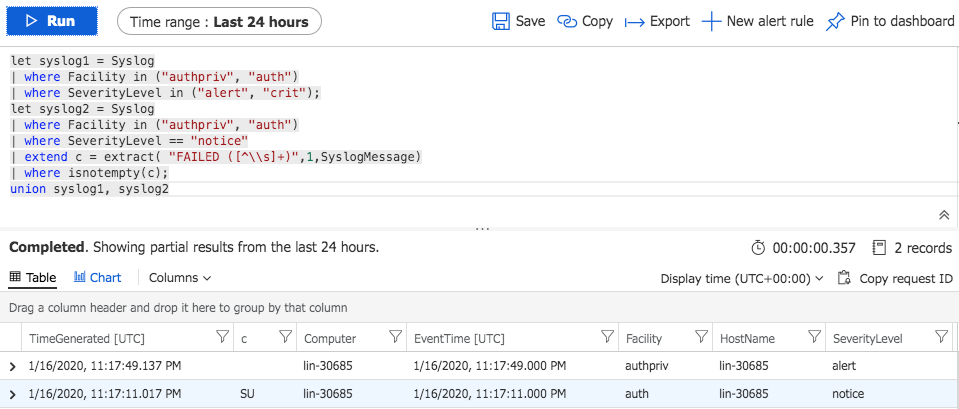 Run Time range : Last 24 hours Save Copy Export New alert rule Pin to dashboard
let syslog1 = Syslog
| where Facility in ("authpriv", "auth")
| where SeverityLevel in ("alert", "crit");
let syslog2 = Syslog
| where Facility in ("authpriv", "auth")
| where SeverityLevel == "notice"
| extend c = extract( "FAILED ([^\\s]+)",1,SyslogMessage)
| where isnotempty(c);
union syslog1, syslog2
Completed. Showing partial results from the last 24 hours. 00:00:00.357 2 records
Table Chart Columns Display time (UTC+00:00) Copy request ID
Drag a column header and drop it here to group by that column
TimeGenerated [UTC] c Computer EventTime [UTC] Facility HostName SeverityLevel
1/16/2020, 11:17:49.137 PM lin-30685 1/16/2020, 11:17:49.000 PM authpriv lin-30685 alert
1/16/2020, 11:17:11.017 PM SU lin-30685 1/16/2020, 11:17:11.000 PM auth lin-30685 notice